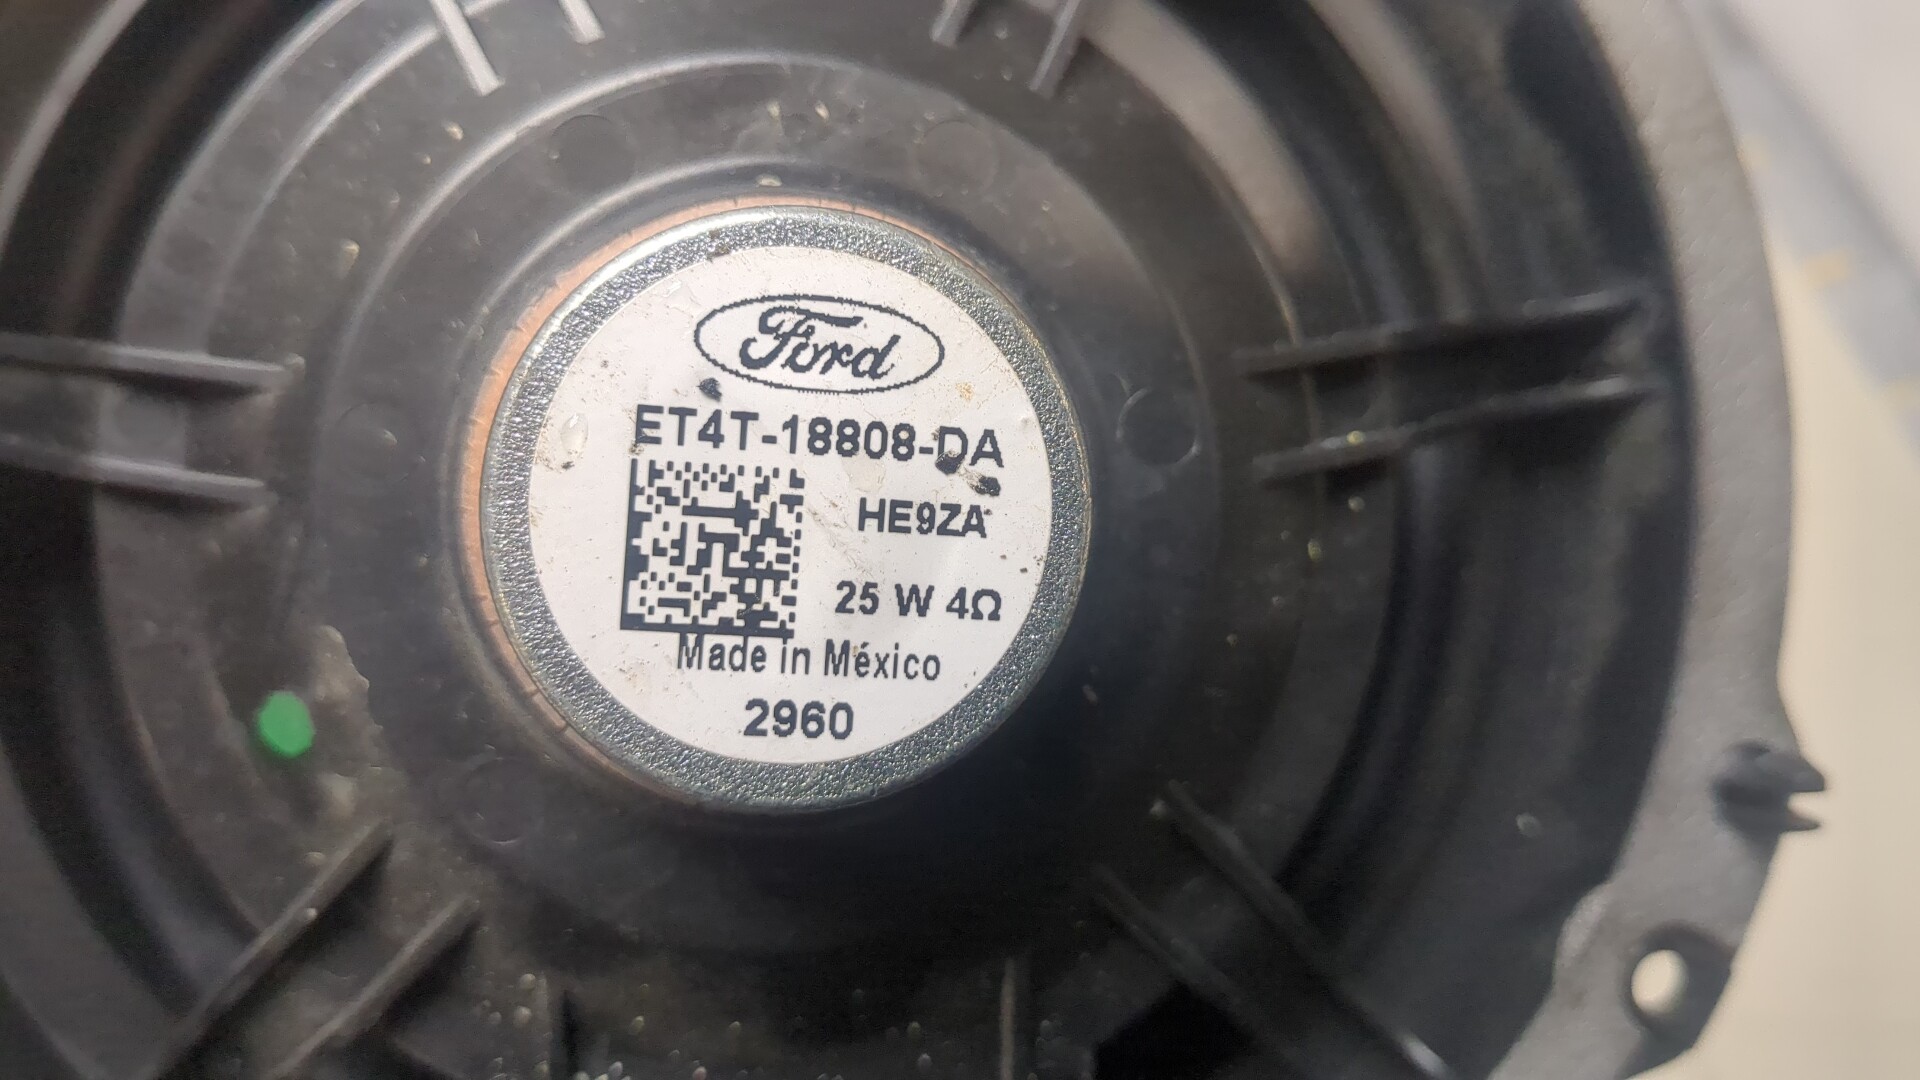 Ford
ET4T-18808-DA
HE9ZA
25 W 4Ω
Made in México
2960